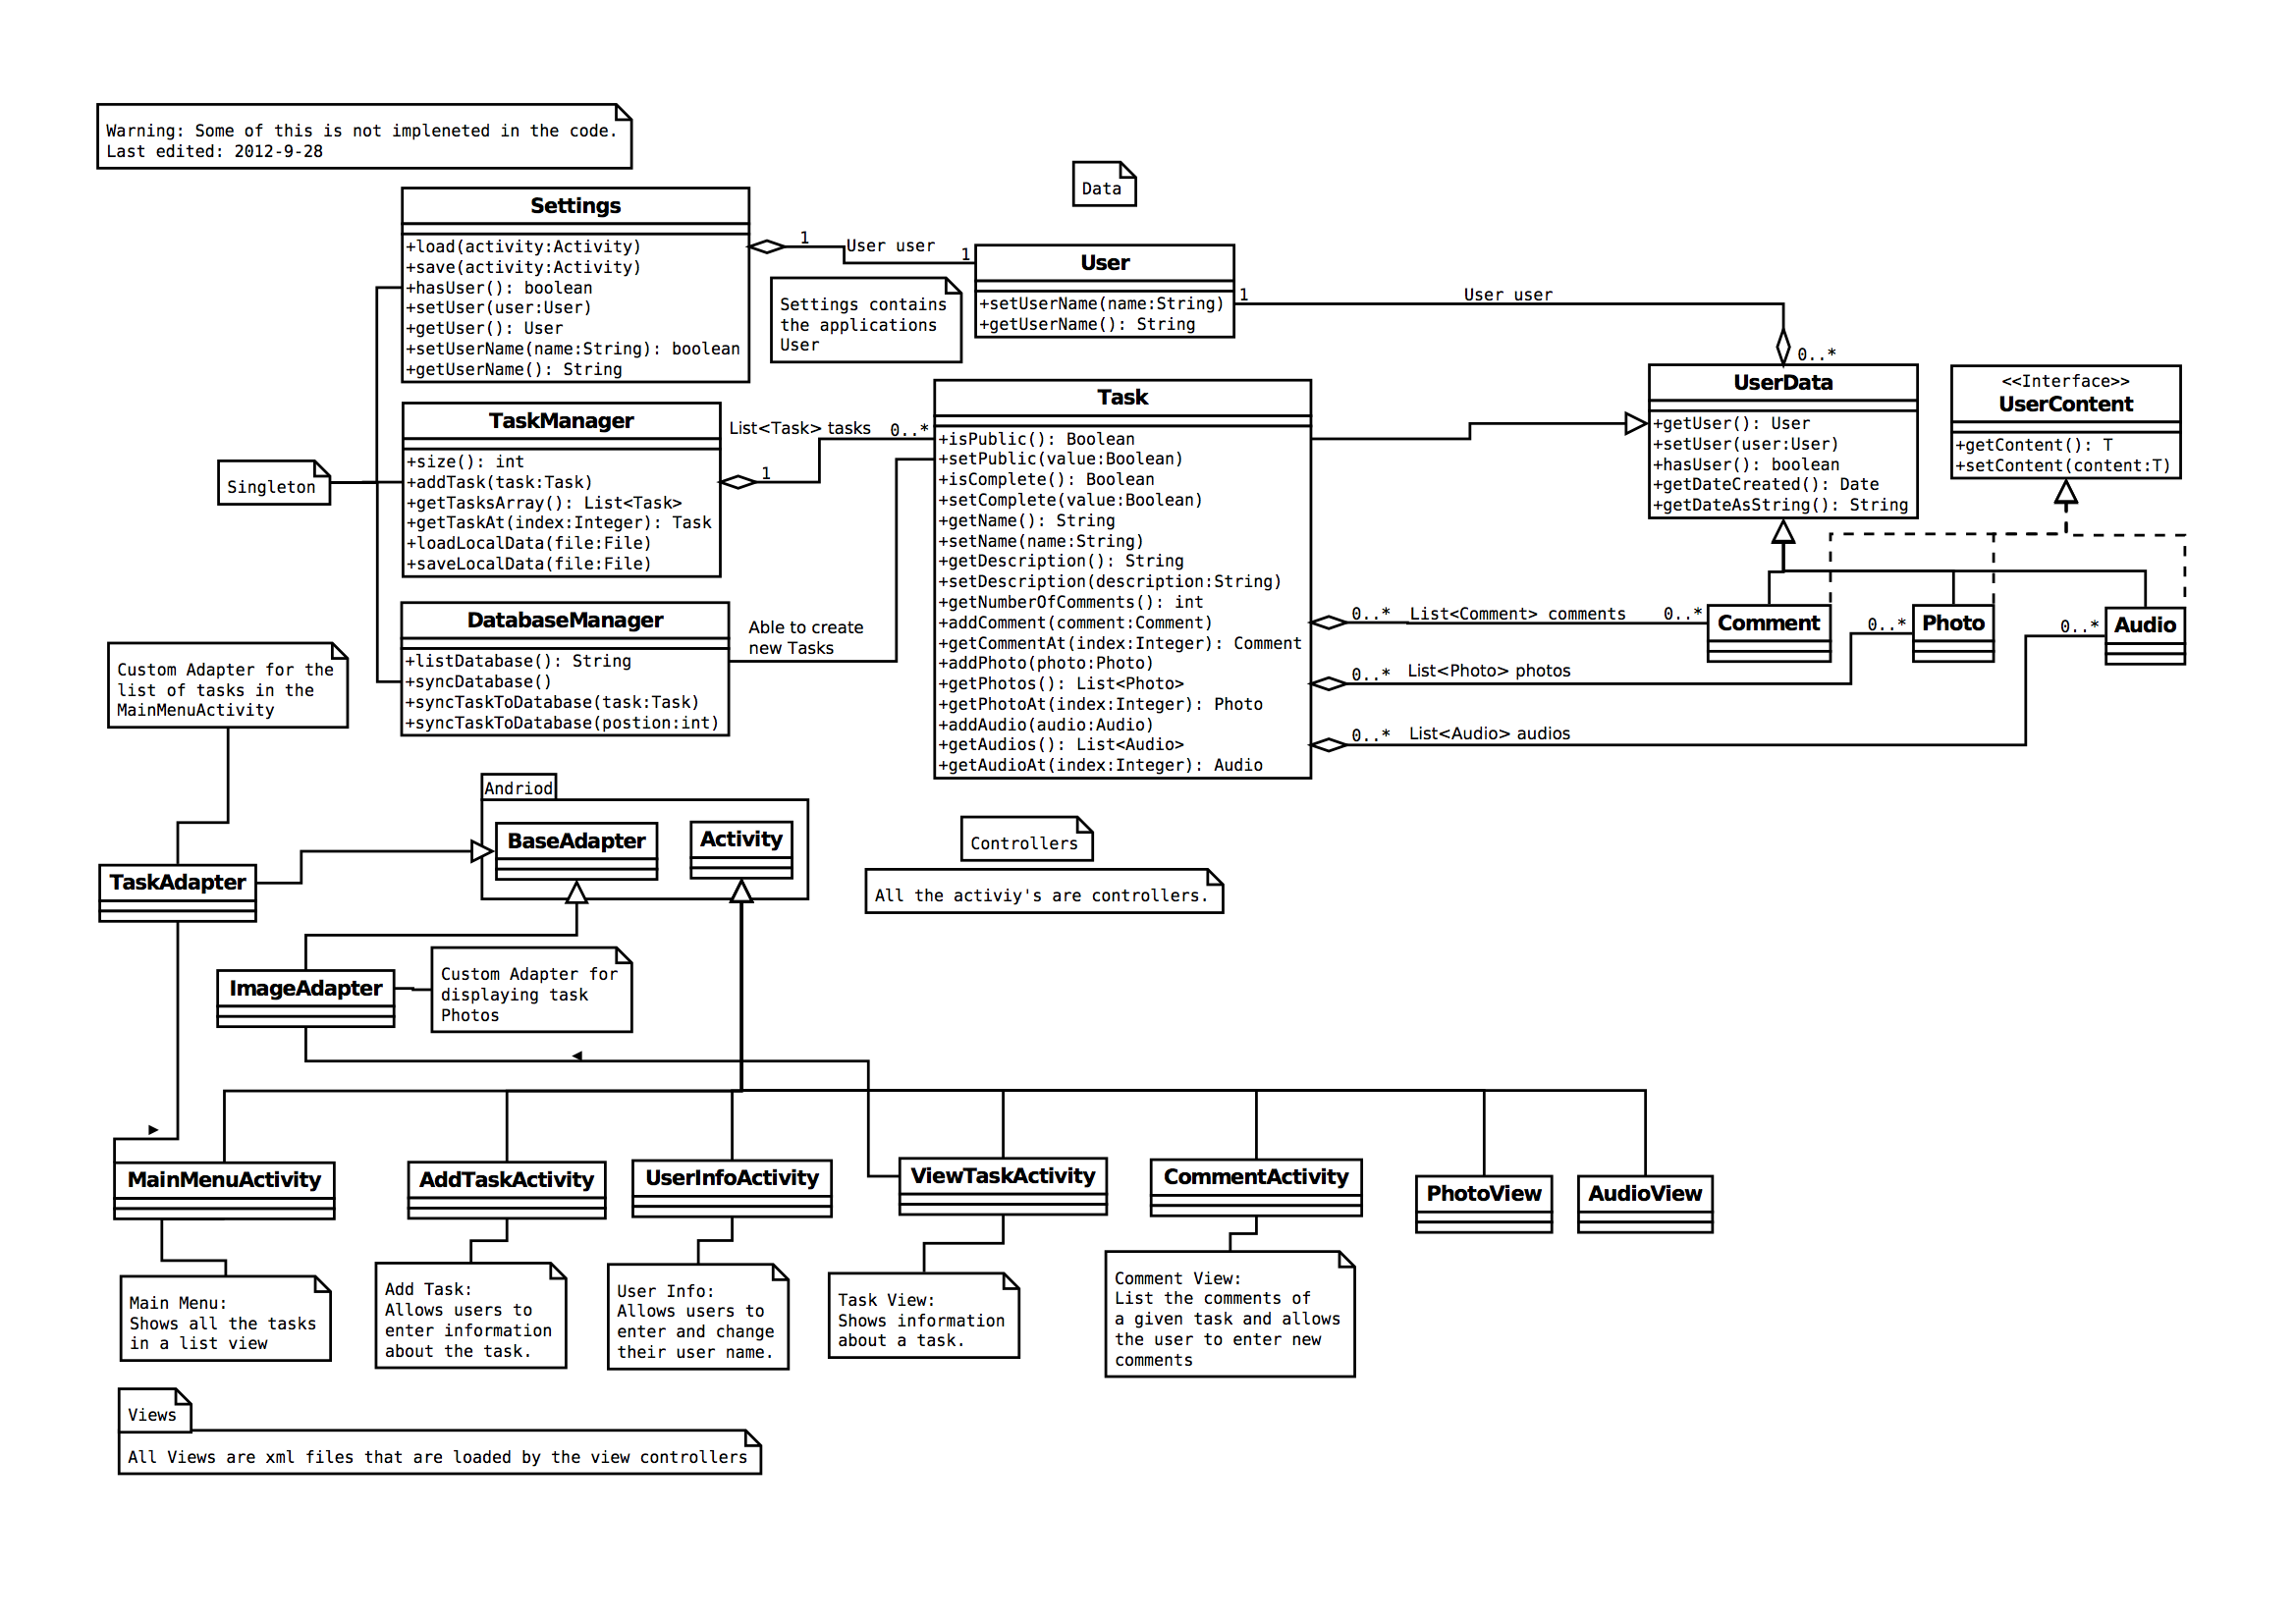 Warning: Some of this is not impleneted in the code.
Last edited: 2012-9-28
Data
Settings
+load(activity:Activity)
+save(activity:Activity)
+hasUser(): boolean
+setUser(user:User)
+getUser(): User
+setUserName(name:String): boolean
+getUserName(): String
1
User user
1
User
+setUserName(name:String)
+getUserName(): String
Settings contains
the applications
User
1
User user
0..*
UserData
+getUser(): User
+setUser(user:User)
+hasUser(): boolean
+getDateCreated(): Date
+getDateAsString(): String
<<Interface>>
UserContent
+getContent(): T
+setContent(content:T)
TaskManager
+size(): int
+addTask(task:Task)
+getTasksArray(): List<Task>
+getTaskAt(index:Integer): Task
+loadLocalData(file:File)
+saveLocalData(file:File)
List<Task> tasks
0..*
1
Singleton
Task
+isPublic(): Boolean
+setPublic(value:Boolean)
+isComplete(): Boolean
+setComplete(value:Boolean)
+getName(): String
+setName(name:String)
+getDescription(): String
+setDescription(description:String)
+getNumberOfComments(): int
+addComment(comment:Comment)
+getCommentAt(index:Integer): Comment
+addPhoto(photo:Photo)
+getPhotos(): List<Photo>
+getPhotoAt(index:Integer): Photo
+addAudio(audio:Audio)
+getAudios(): List<Audio>
+getAudioAt(index:Integer): Audio
DatabaseManager
+listDatabase(): String
+syncDatabase()
+syncTaskToDatabase(task:Task)
+syncTaskToDatabase(postion:int)
Able to create
new Tasks
0..*
List<Comment> comments
0..*
Comment
0..*
Photo
0..*
Audio
0..*
List<Photo> photos
0..*
List<Audio> audios
Custom Adapter for the
list of tasks in the
MainMenuActivity
Andriod
BaseAdapter
Activity
Controllers
All the activiy's are controllers.
TaskAdapter
ImageAdapter
Custom Adapter for
displaying task
Photos
MainMenuActivity
AddTaskActivity
UserInfoActivity
ViewTaskActivity
CommentActivity
PhotoView
AudioView
Main Menu:
Shows all the tasks
in a list view
Add Task:
Allows users to
enter information
about the task.
User Info:
Allows users to
enter and change
their user name.
Task View:
Shows information
about a task.
Comment View:
List the comments of
a given task and allows
the user to enter new
comments
Views
All Views are xml files that are loaded by the view controllers